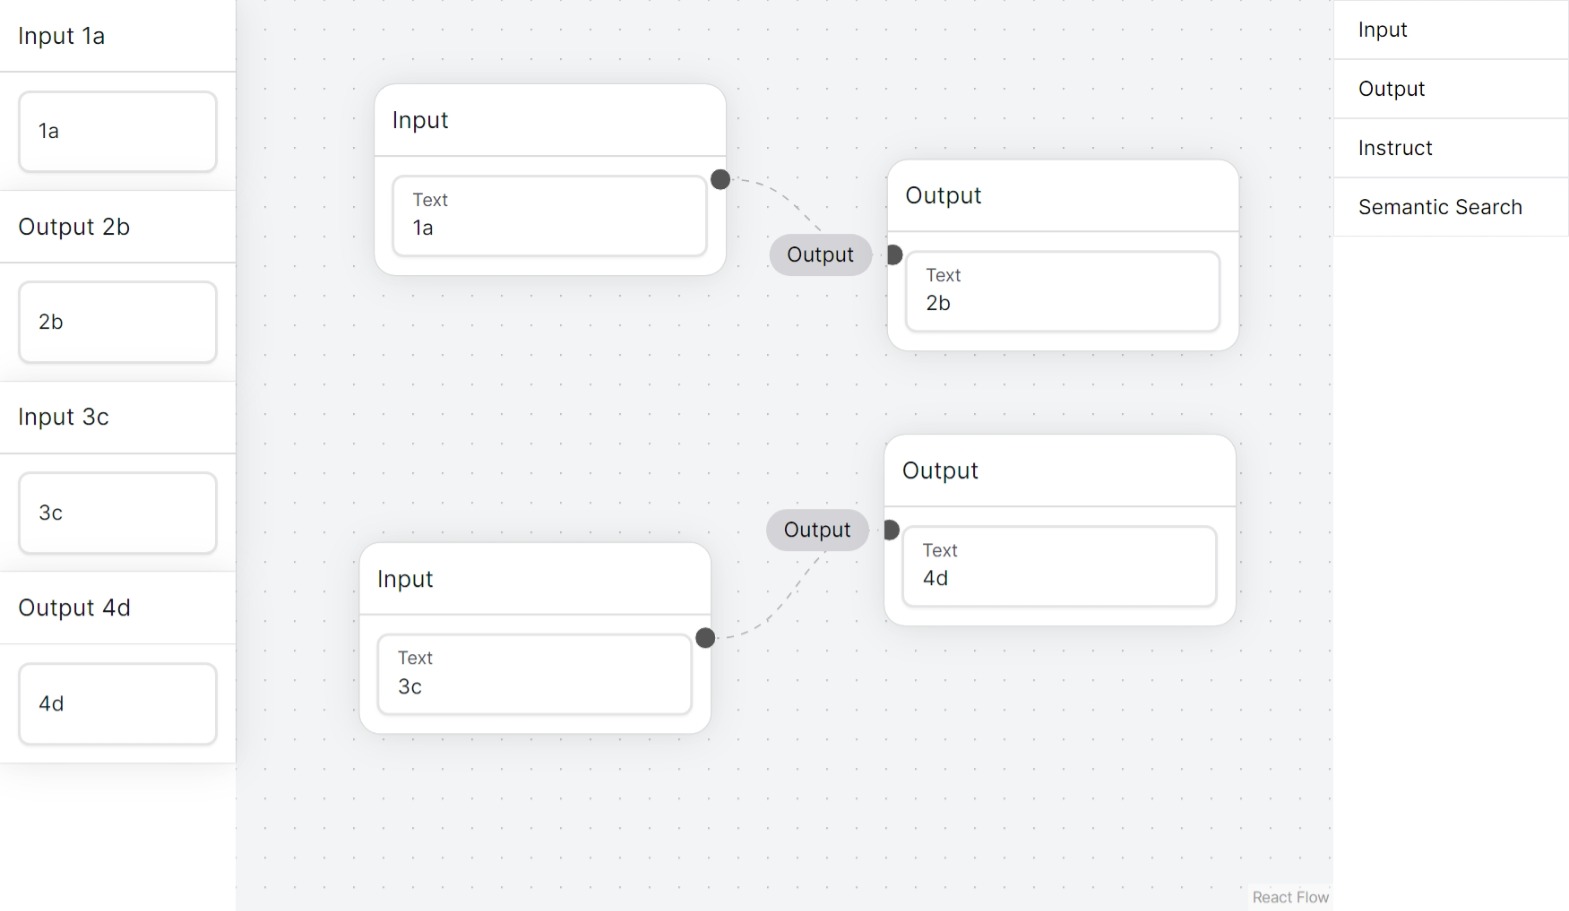 Input 1a
1a
Output 2b
2b
Input 3c
3c
Output 4d
4d
Input
Text
1a
Output
Output
Text
2b
Output
Output
Text
4d
Input
Text
3c
React Flow
Input
Output
Instruct
Semantic Search